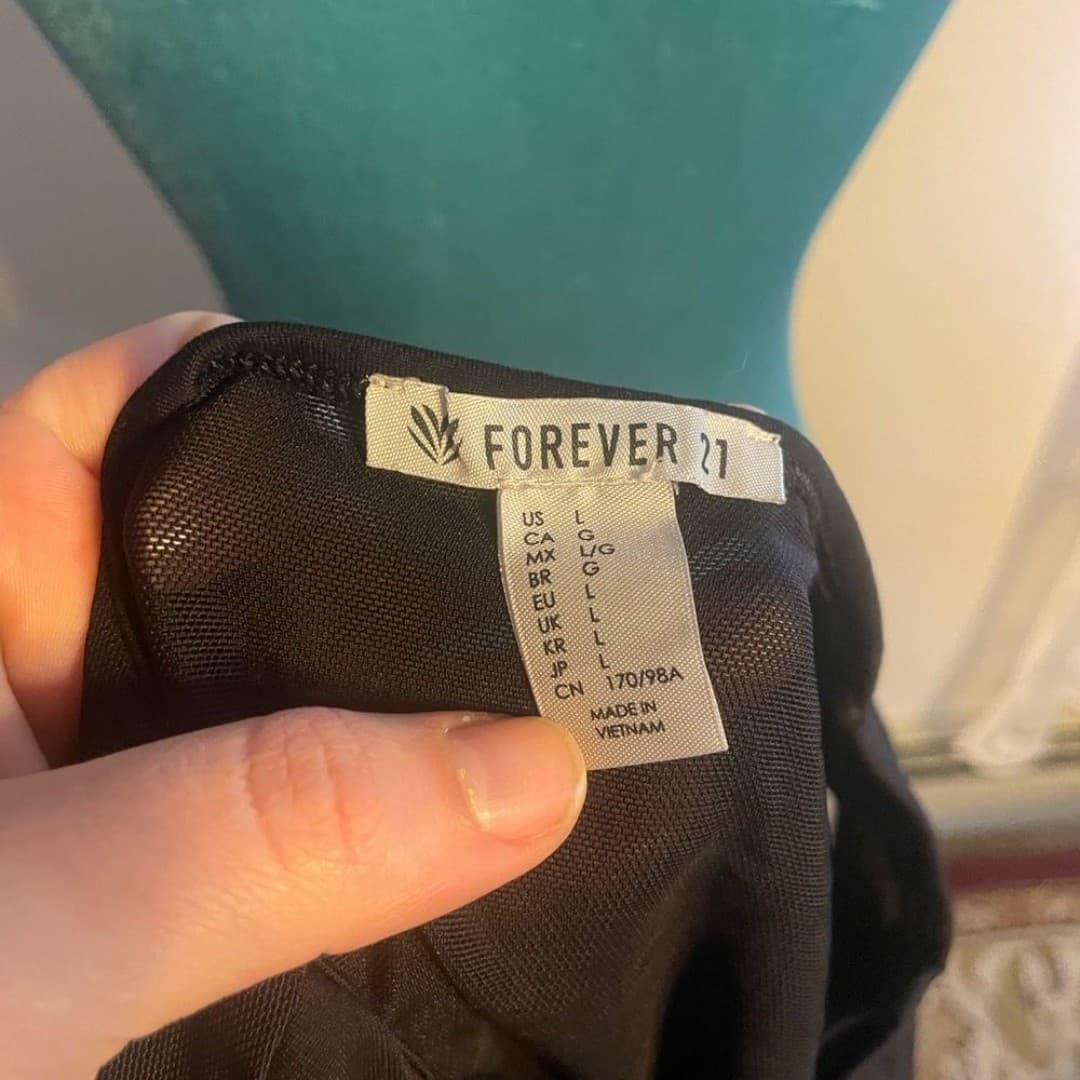 FOREVER 21
US L
CA G
MX L/G
BR G
EU L
UK L
KR L
JP L
CN 170/98A
MADE IN
VIETNAM